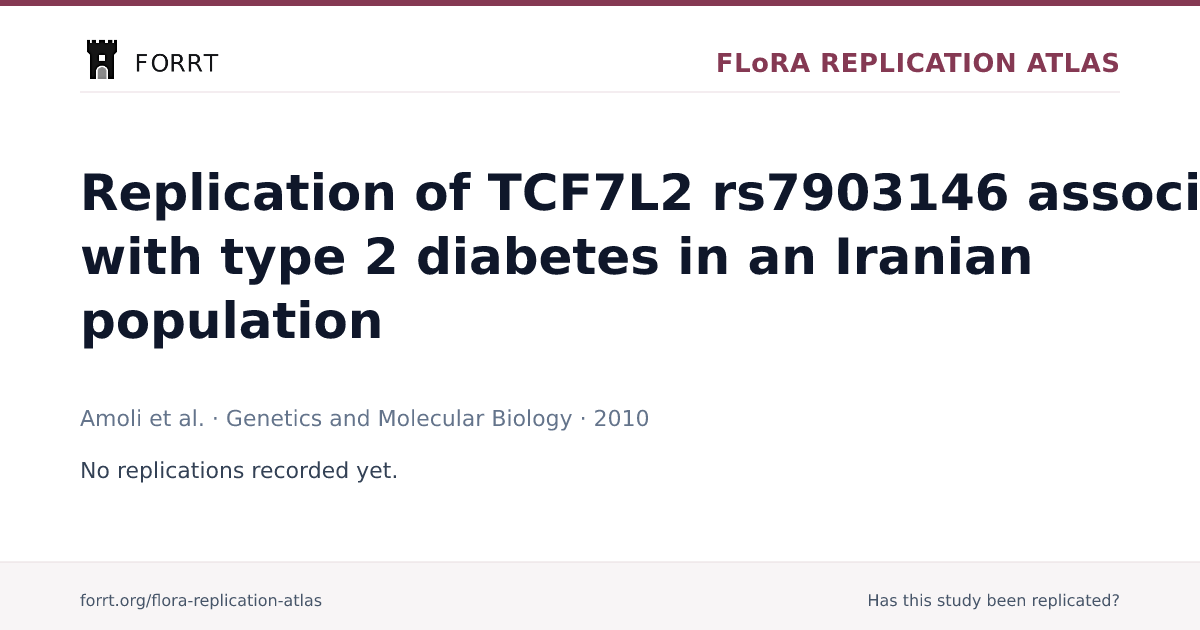 FORRT
FLoRA REPLICATION ATLAS
Replication of TCF7L2 rs7903146 associ
with type 2 diabetes in an Iranian
population
Amoli et al. · Genetics and Molecular Biology · 2010
No replications recorded yet.
forrt.org/flora-replication-atlas
Has this study been replicated?